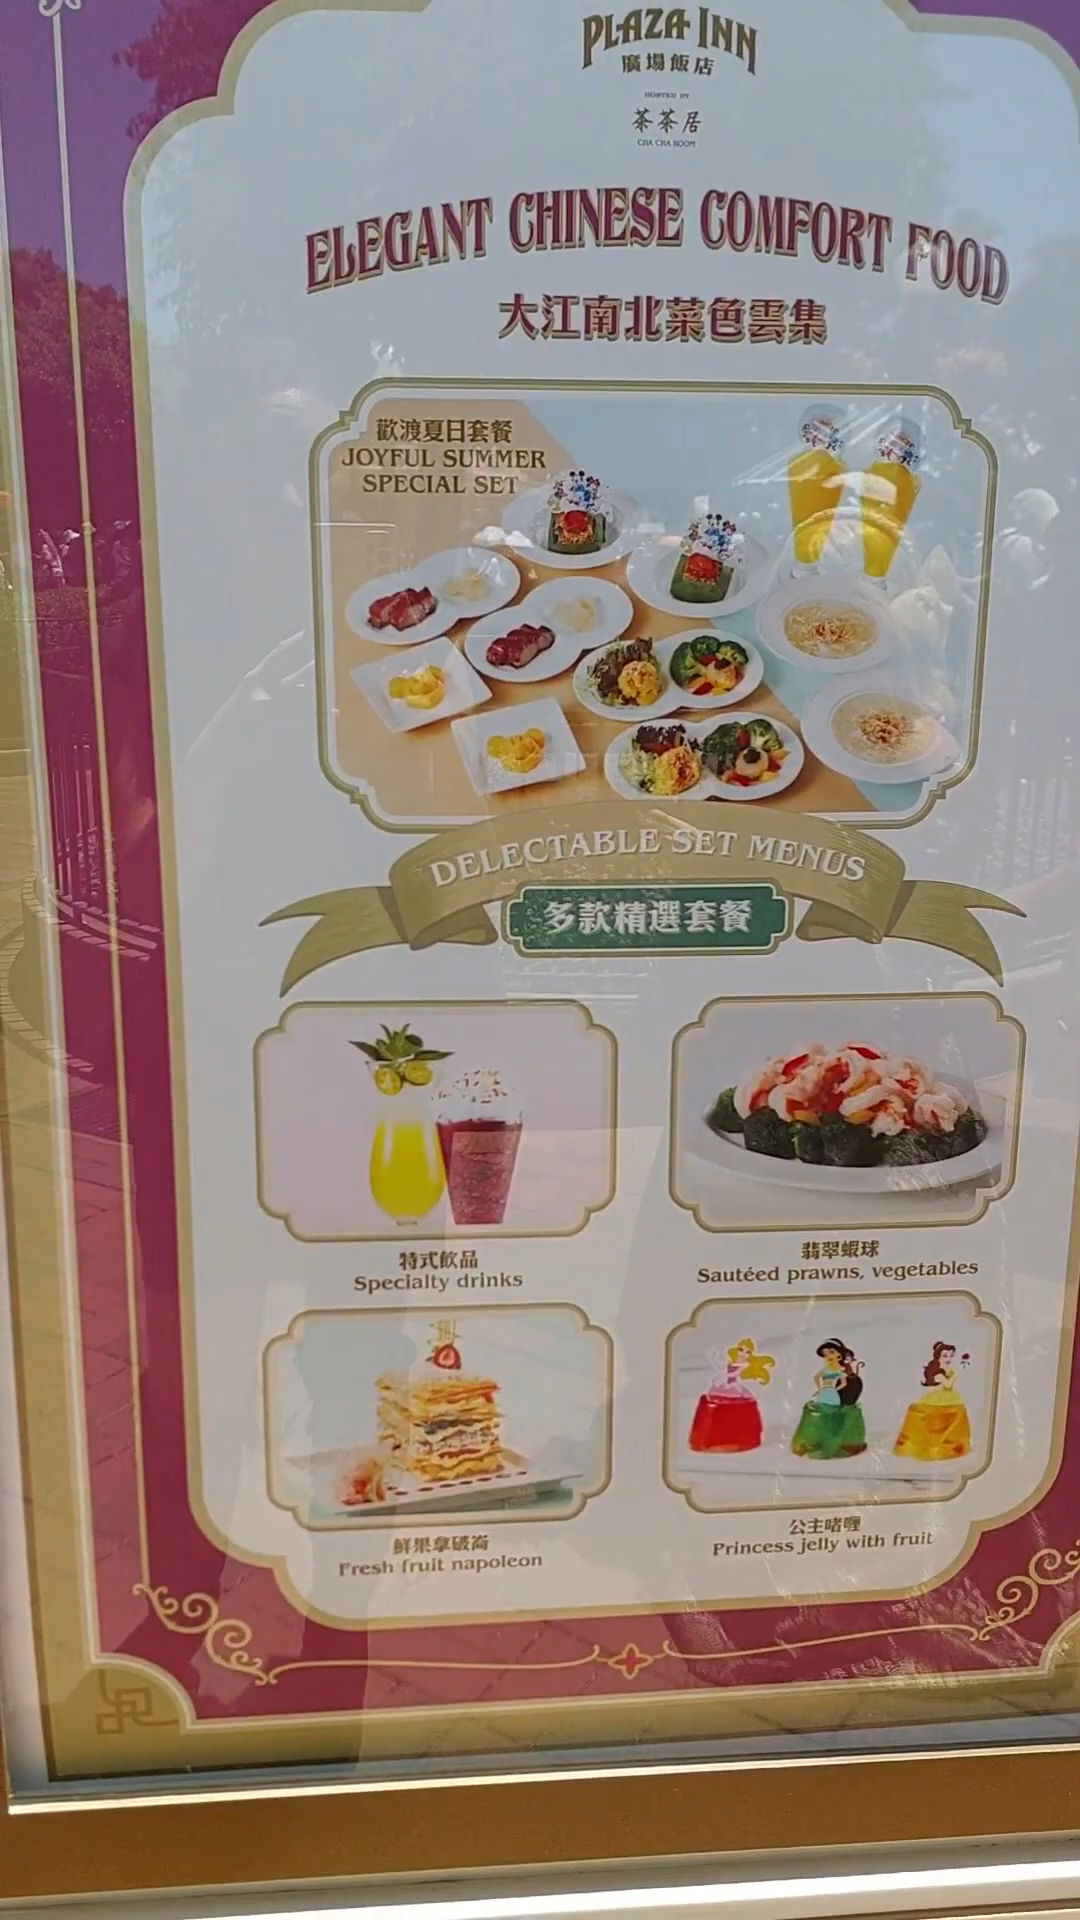 PLAZA INN
廣場飯店
HOSTED BY
茶茶居
CHA CHA ROOM
ELEGANT CHINESE COMFORT FOOD
大江南北菜色雲集
歡渡夏日套餐
JOYFUL SUMMER
SPECIAL SET
DELECTABLE SET MENUS
多款精選套餐
特式飲品
Specialty drinks
翡翠蝦球
Sautéed prawns, vegetables
鮮果拿破崙
Fresh fruit napoleon
公主啫喱
Princess jelly with fruit